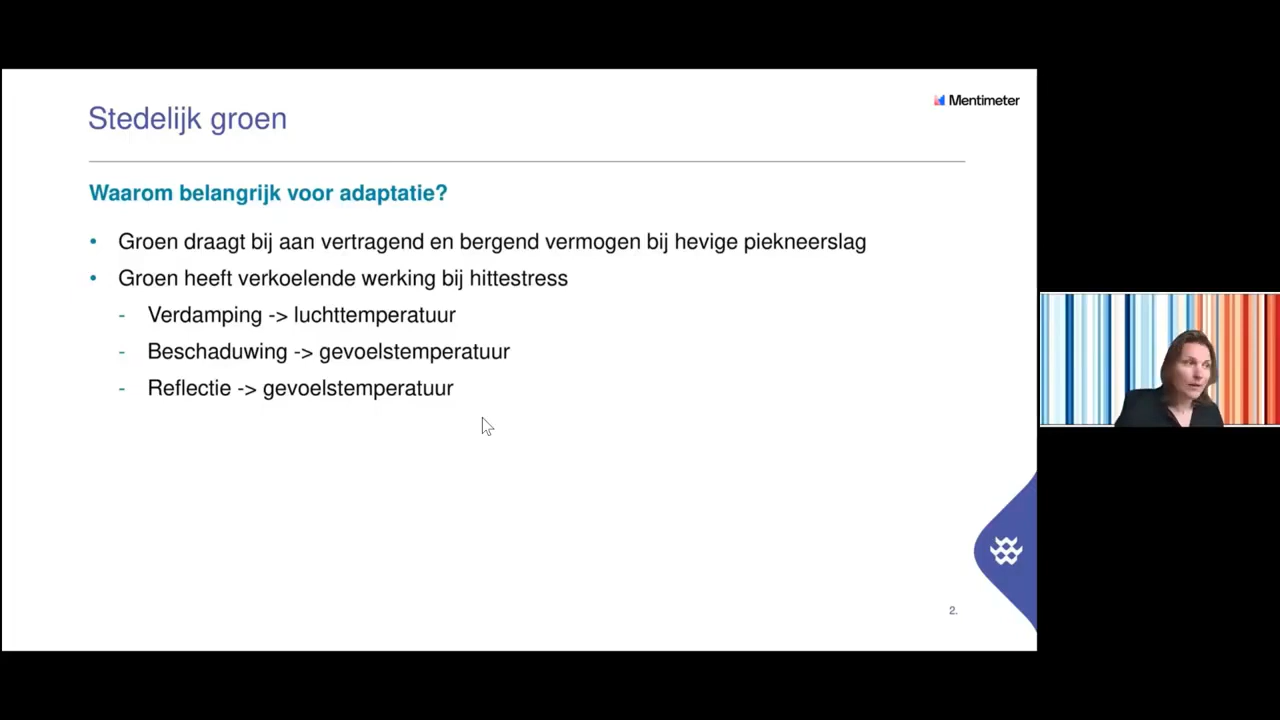 Stedelijk groen
Mentimeter
Waarom belangrijk voor adaptatie?
• Groen draagt bij aan vertragend en bergend vermogen bij hevige piekneerslag
• Groen heeft verkoelende werking bij hittestress
- Verdamping -> luchttemperatuur
- Beschaduwing -> gevoelstemperatuur
- Reflectie -> gevoelstemperatuur
2.